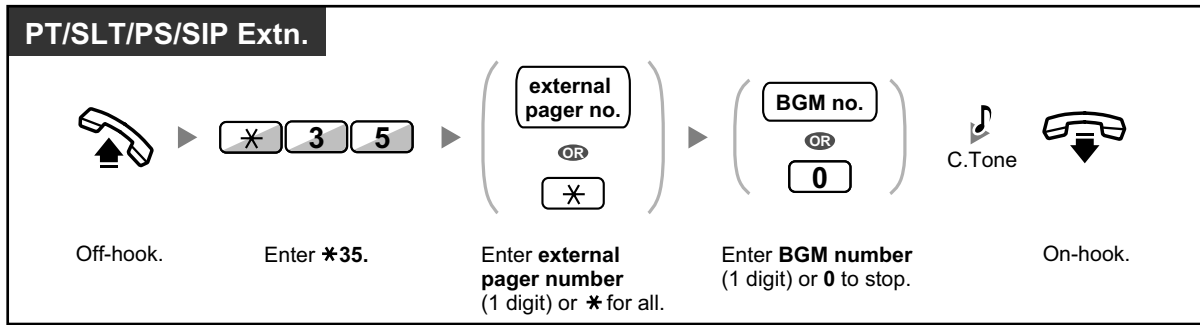 PT/SLT/PS/SIP Extn.
* 3 5
external
pager no.
OR
*
BGM no.
OR
0
C.Tone
Off-hook.
Enter *35.
Enter external
pager number
(1 digit) or * for all.
Enter BGM number
(1 digit) or 0 to stop.
On-hook.